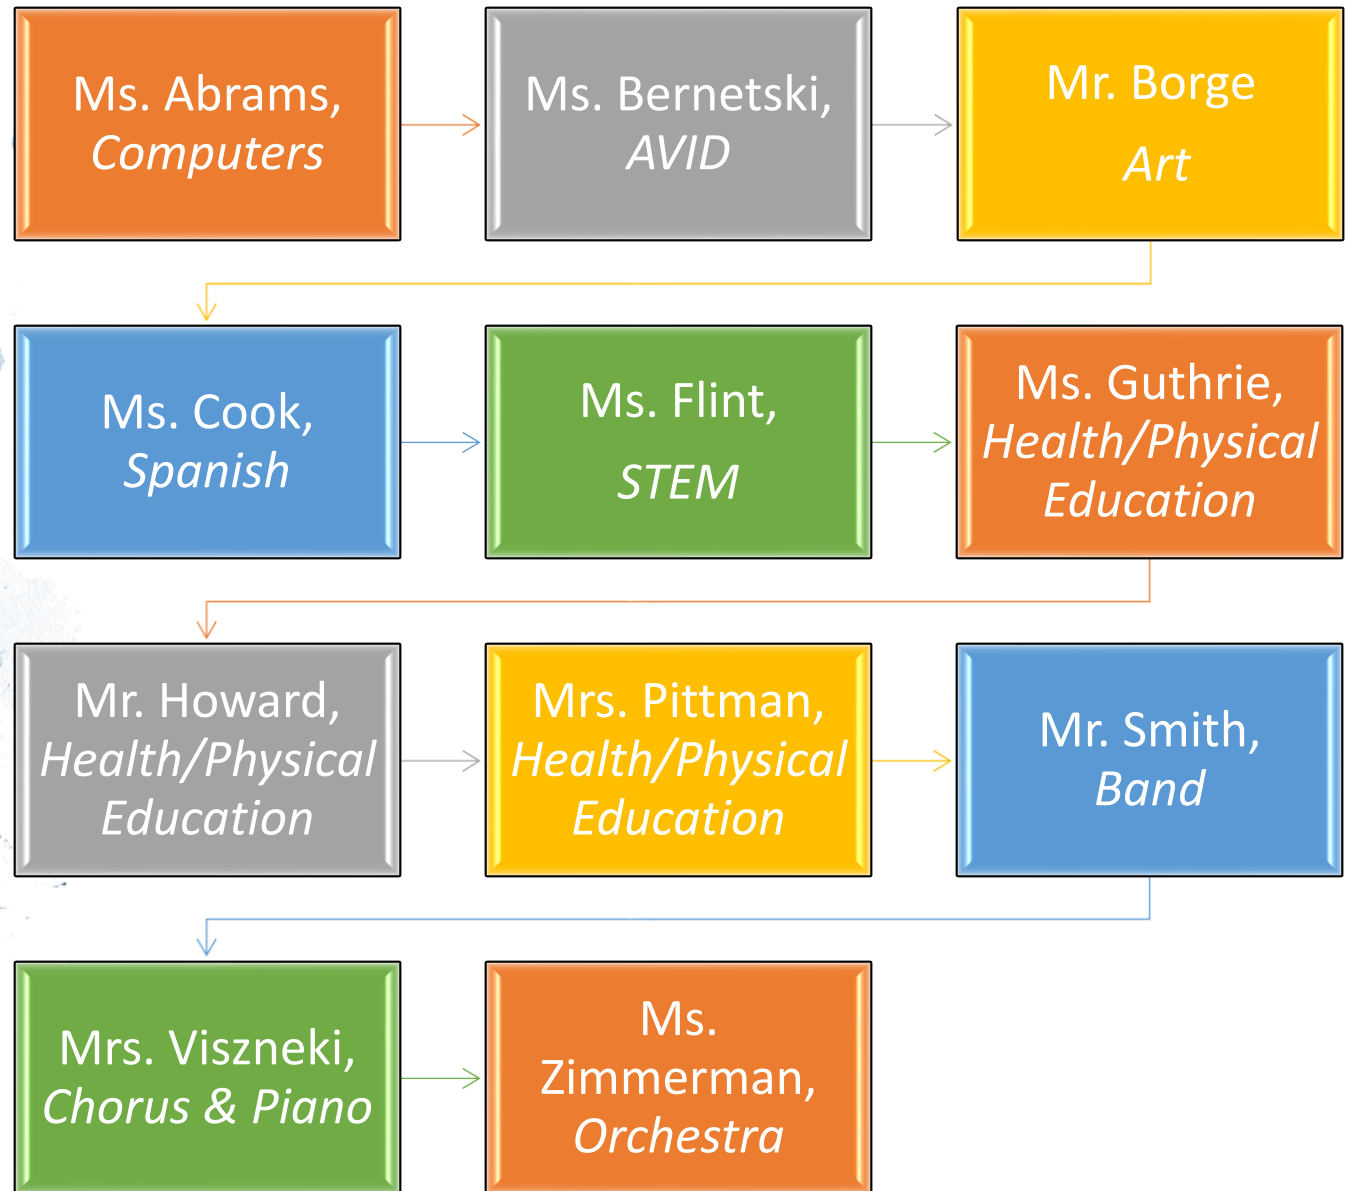 Ms. Abrams,
Computers
Ms. Bernetski,
AVID
Mr. Borge
Art
Ms. Cook,
Spanish
Ms. Flint,
STEM
Ms. Guthrie,
Health/Physical
Education
Mr. Howard,
Health/Physical
Education
Mrs. Pittman,
Health/Physical
Education
Mr. Smith,
Band
Mrs. Viszneki,
Chorus & Piano
Ms.
Zimmerman,
Orchestra